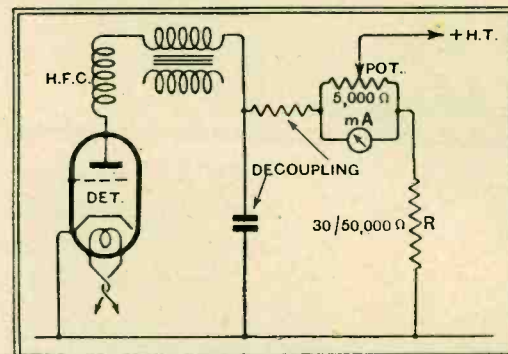 + H.T.
H.F.C.
POT.
5,000 Ω
mA
DECOUPLING
DET.
30/50,000 Ω R